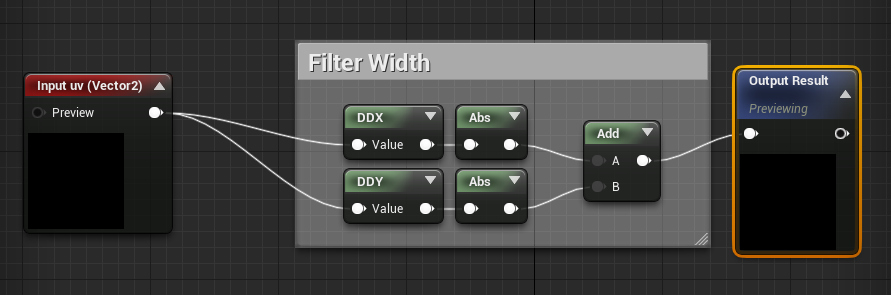 Filter Width
Input uv (Vector2)
Preview
DDX
Value
Abs
DDY
Value
Abs
Add
A
B
Output Result
Previewing